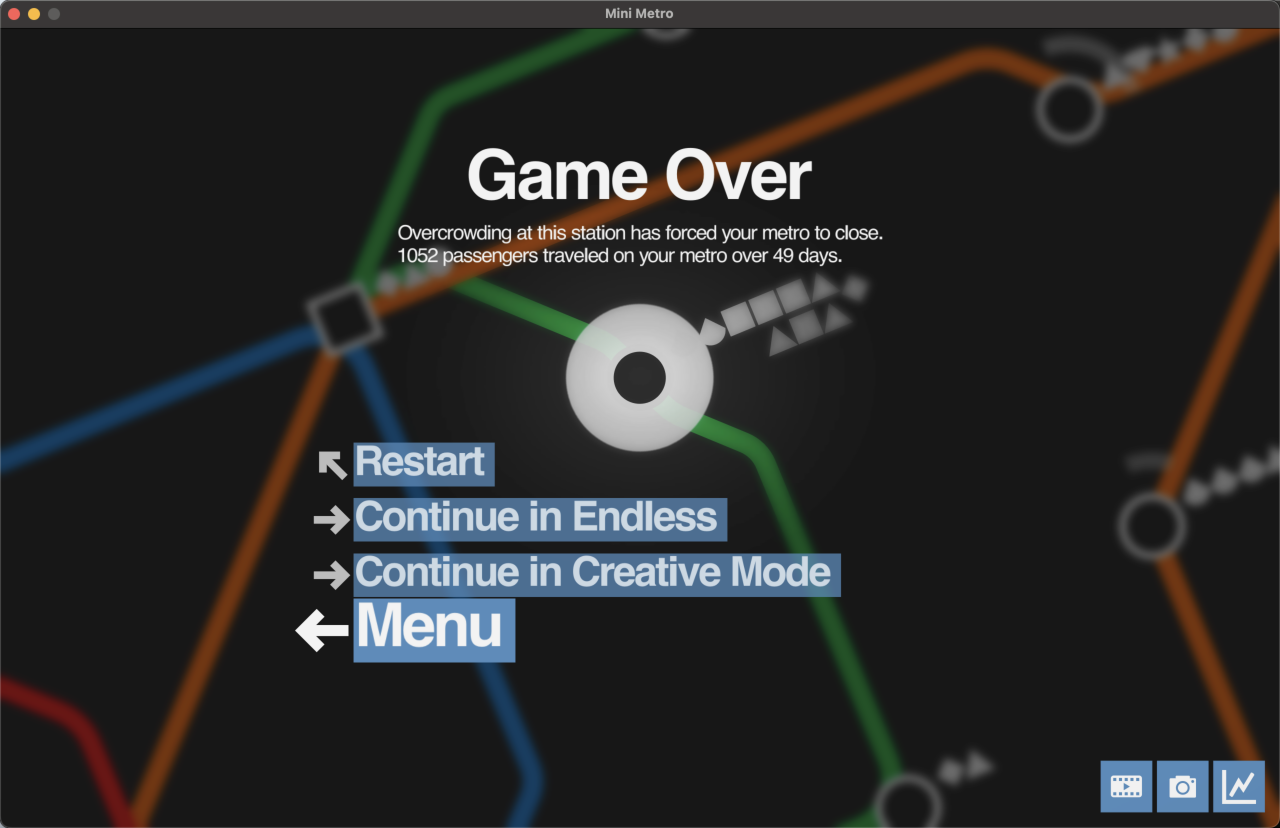 Mini Metro
Game Over
Overcrowding at this station has forced your metro to close.
1052 passengers traveled on your metro over 49 days.
Restart
Continue in Endless
Continue in Creative Mode
Menu